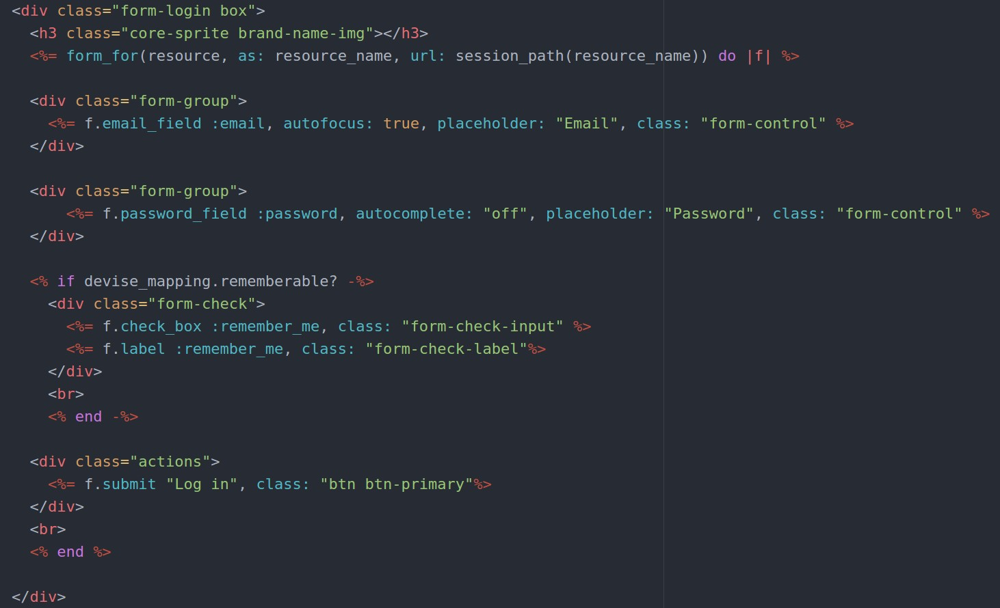 <div class="form-login box">
  <h3 class="core-sprite brand-name-img"></h3>
  <%= form_for(resource, as: resource_name, url: session_path(resource_name)) do |f| %>

  <div class="form-group">
    <%= f.email_field :email, autofocus: true, placeholder: "Email", class: "form-control" %>
  </div>

  <div class="form-group">
      <%= f.password_field :password, autocomplete: "off", placeholder: "Password", class: "form-control" %>
  </div>

  <% if devise_mapping.rememberable? -%>
    <div class="form-check">
      <%= f.check_box :remember_me, class: "form-check-input" %>
      <%= f.label :remember_me, class: "form-check-label"%>
    </div>
    <br>
    <% end -%>

  <div class="actions">
    <%= f.submit "Log in", class: "btn btn-primary"%>
  </div>
  <br>
  <% end %>

</div>